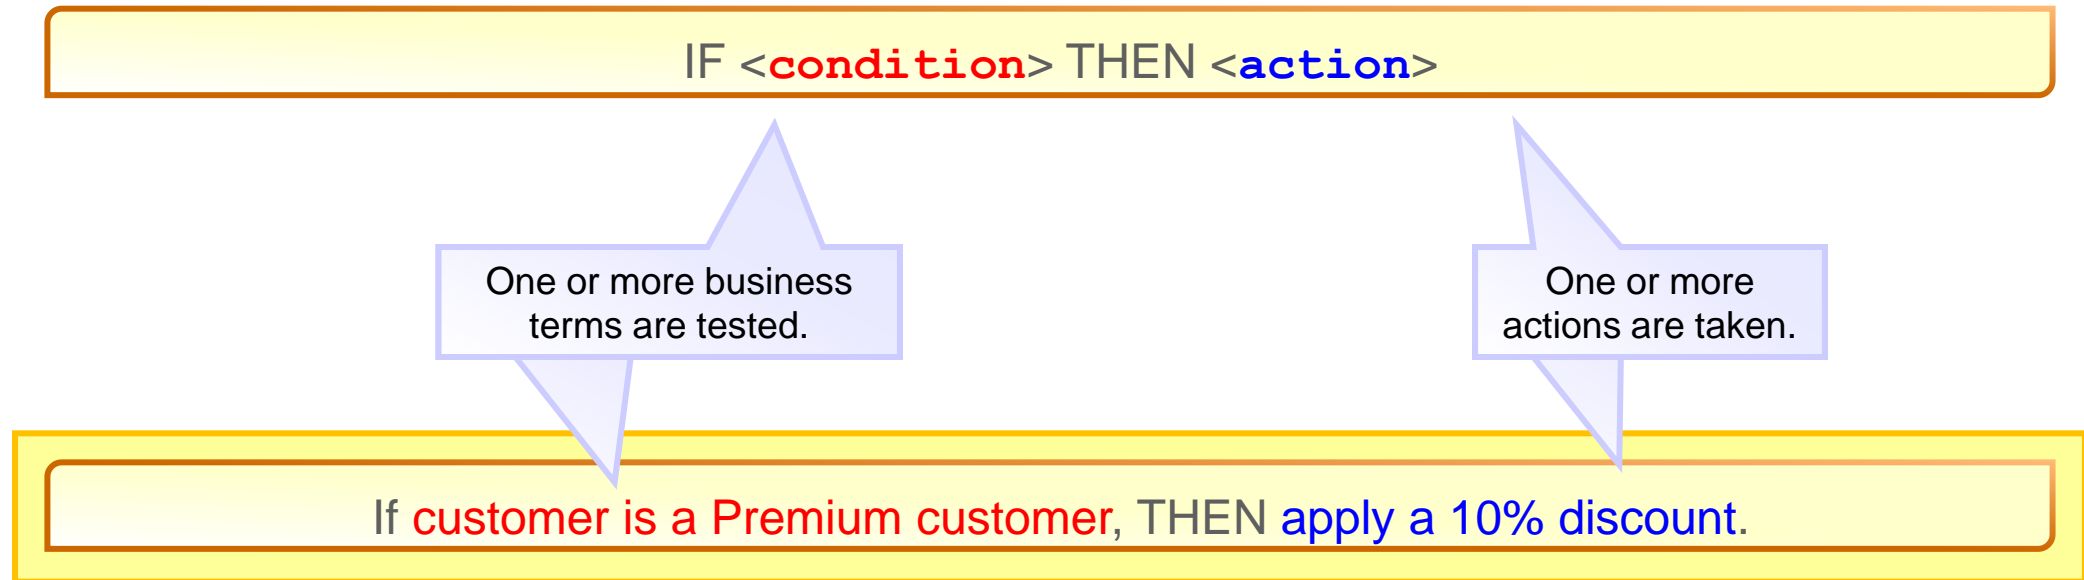 IF <condition> THEN <action>
One or more business
terms are tested.
One or more
actions are taken.
If customer is a Premium customer, THEN apply a 10% discount.